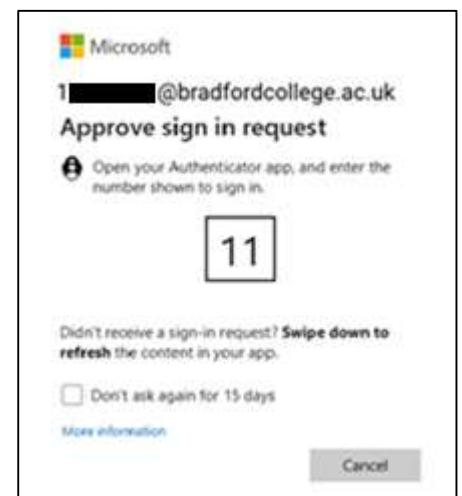 Microsoft
1 @bradfordcollege.ac.uk
Approve sign in request
Open your Authenticator app, and enter the
number shown to sign in.
11
Didn't receive a sign-in request? Swipe down to
refresh the content in your app.
Don't ask again for 15 days
More information
Cancel